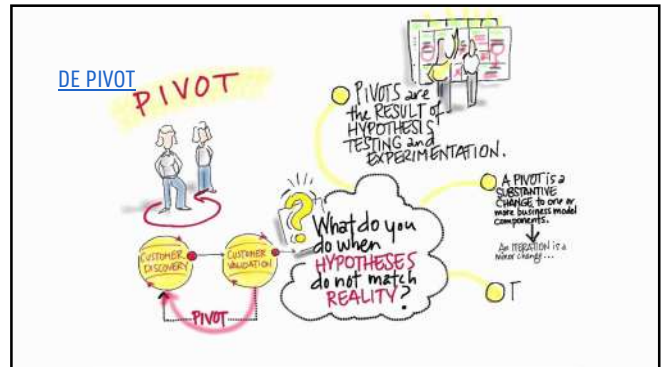 DE PIVOT
PIVOT
PIVOTS are
the RESULT of
HYPOTHESIS
TESTING and
EXPERIMENTATION.
A PIVOT is a
SUBSTANTIVE
CHANGE to one or
more business model
components.
An ITERATION is a
minor change...
T
What do you
do when
HYPOTHESES
do not match
REALITY?
CUSTOMER
DISCOVERY
CUSTOMER
VALIDATION
PIVOT